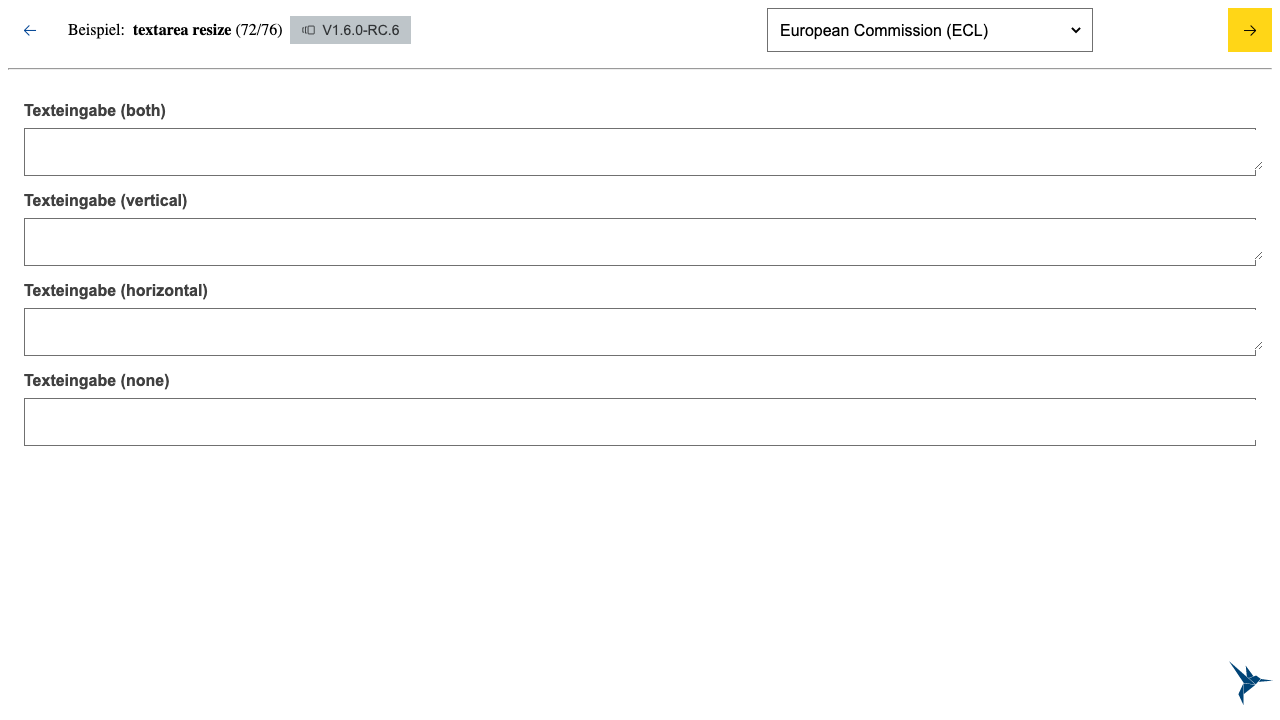 Beispiel: textarea resize (72/76) V1.6.0-RC.6 European Commission (ECL)
Texteingabe (both)
Texteingabe (vertical)
Texteingabe (horizontal)
Texteingabe (none)